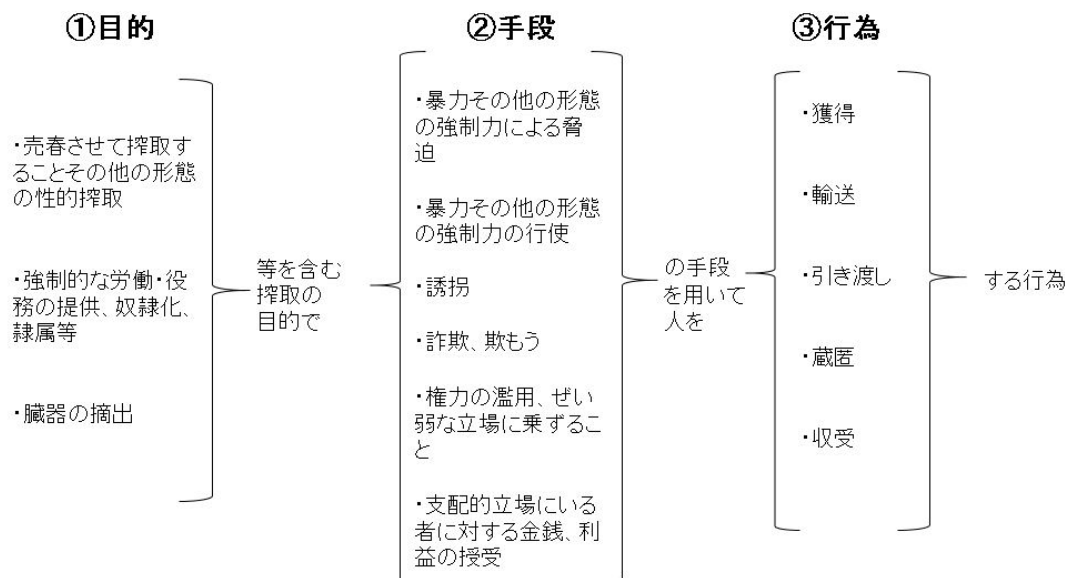 ①目的
・売春させて搾取す
ることその他の形態
の性的搾取
・強制的な労働・役
務の提供、奴隷化、
隷属等
・臓器の摘出
等を含む
搾取の
目的で
②手段
・暴力その他の形態
の強制力による脅
迫
・暴力その他の形態
の強制力の行使
・誘拐
・詐欺、欺もう
・権力の濫用、ぜい
弱な立場に乗ずるこ
と
・支配的立場にいる
者に対する金銭、利
益の授受
の手段
を用いて
人を
③行為
・獲得
・輸送
・引き渡し
・蔵匿
・収受
する行為